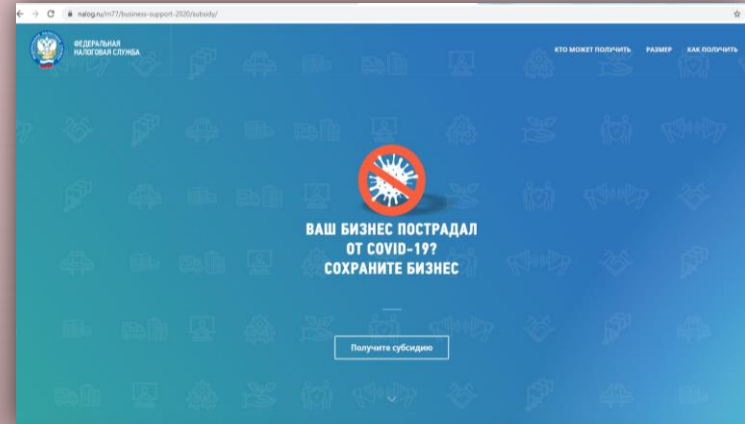 nalog.ru/rn77/business-support-2020/subsidy/
ФЕДЕРАЛЬНАЯ
НАЛОГОВАЯ СЛУЖБА
КТО МОЖЕТ ПОЛУЧИТЬ РАЗМЕР КАК ПОЛУЧИТЬ
ВАШ БИЗНЕС ПОСТРАДАЛ
ОТ COVID-19?
СОХРАНИТЕ БИЗНЕС
Получите субсидию